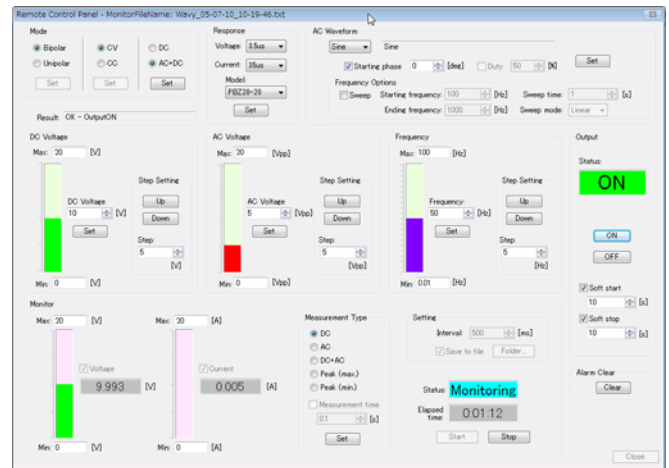 Remote Control Panel - MonitorFileName: Wavy_05-07-10_10-19-46.txt
Mode
Bipolar CV DC
Unipolar CC AC+DC
Set Set Set
Result: OK - OutputON
Response
Voltage: 3.5us
Current: 35us
Model:
PBZ20-20
Set
AC Waveform
Sine Sine
Starting phase 0 [deg] Duty 50 [%] Set
Frequency Options
Sweep Starting frequency: 100 [Hz] Sweep time: 1 [s]
Ending frequency: 1000 [Hz] Sweep mode: Linear
DC Voltage
Max: 20 [V]
DC Voltage
10 [V]
Set
Step Setting
Up
Down
Step:
5
[V]
Min: 0 [V]
AC Voltage
Max: 20 [Vpp]
AC Voltage
5 [Vpp]
Set
Step Setting
Up
Down
Step:
5
[Vpp]
Min: 0 [Vpp]
Frequency
Max: 100 [Hz]
Frequency:
50 [Hz]
Set
Step Setting
Up
Down
Step:
5
[Hz]
Min: 0.01 [Hz]
Output
Status:
ON
ON
OFF
Soft start
10 [s]
Soft stop
10 [s]
Alarm Clear
Clear
Monitor
Max: 20 [V]
Voltage
9.993 [V]
Min: 0 [V]
Max: 20 [A]
Current
0.005 [A]
Min: 0 [A]
Measurement Type
DC
AC
DC+AC
Peak (max.)
Peak (min.)
Measurement time
0.1 [s]
Set
Setting
Interval: 500 [ms]
Save to file Folder...
Status: Monitoring
Elapsed time: 0:01:12
Start Stop
Close